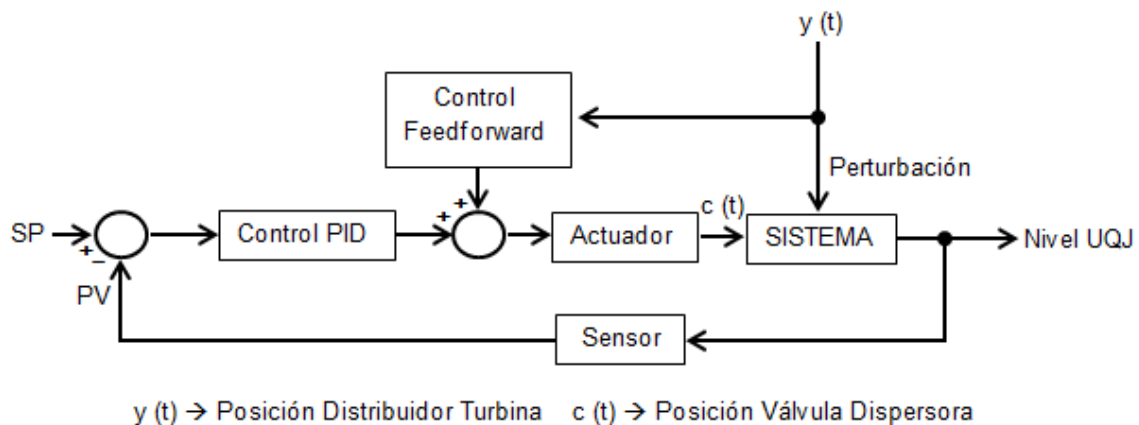 y (t)
Control
Feedforward
Perturbación
SP
+
−
Control PID
+
+
Actuador
c (t)
SISTEMA
Nivel UQJ
PV
Sensor
y (t) → Posición Distribuidor Turbina c (t) → Posición Válvula Dispersora